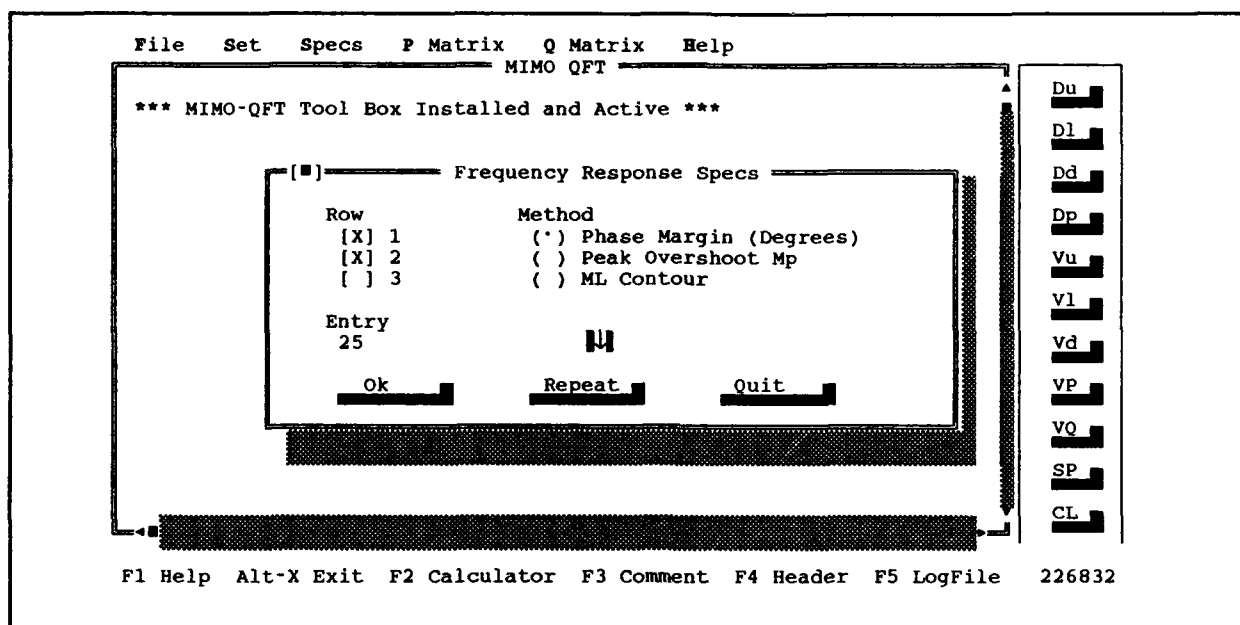 File Set Specs P Matrix Q Matrix Help
MIMO QFT
*** MIMO-QFT Tool Box Installed and Active ***
[■] Frequency Response Specs
Row Method
[X] 1 (•) Phase Margin (Degrees)
[X] 2 ( ) Peak Overshoot Mp
[ ] 3 ( ) ML Contour
Entry
25
Ok Repeat Quit
Du
Dl
Dd
Dp
Vu
Vl
Vd
VP
VQ
SP
CL
F1 Help Alt-X Exit F2 Calculator F3 Comment F4 Header F5 LogFile 226832